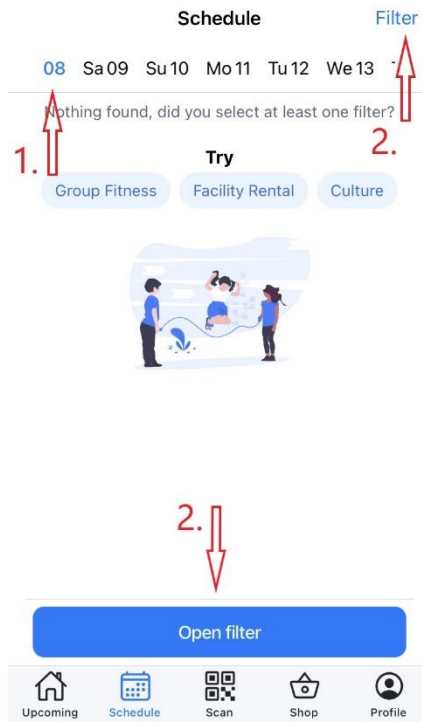 Schedule Filter
08 Sa 09 Su 10 Mo 11 Tu 12 We 13
Nothing found, did you select at least one filter?
1. 2.
Try
Group Fitness Facility Rental Culture
2.
Open filter
Upcoming Schedule Scan Shop Profile